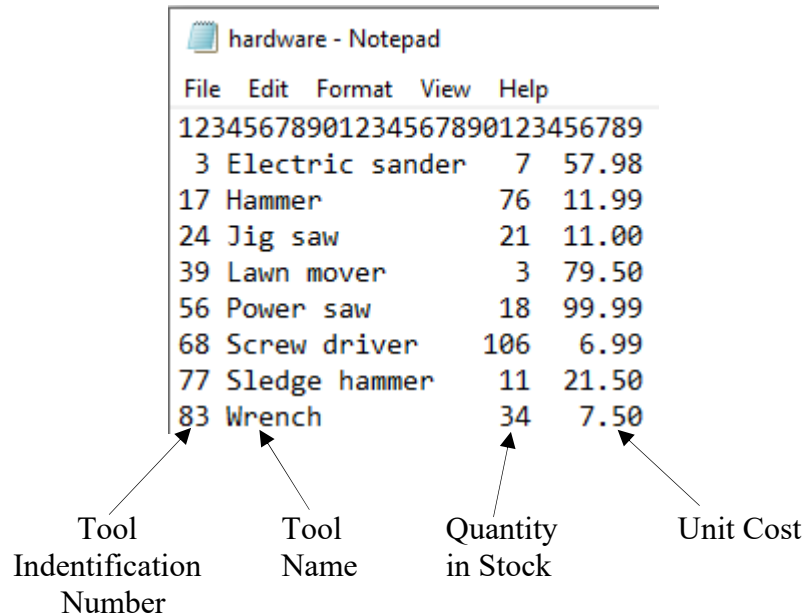 hardware - Notepad
File Edit Format View Help
12345678901234567890123456789
3 Electric sander 7 57.98
17 Hammer 76 11.99
24 Jig saw 21 11.00
39 Lawn mover 3 79.50
56 Power saw 18 99.99
68 Screw driver 106 6.99
77 Sledge hammer 11 21.50
83 Wrench 34 7.50
Tool Indentification Number
Tool Name
Quantity in Stock
Unit Cost